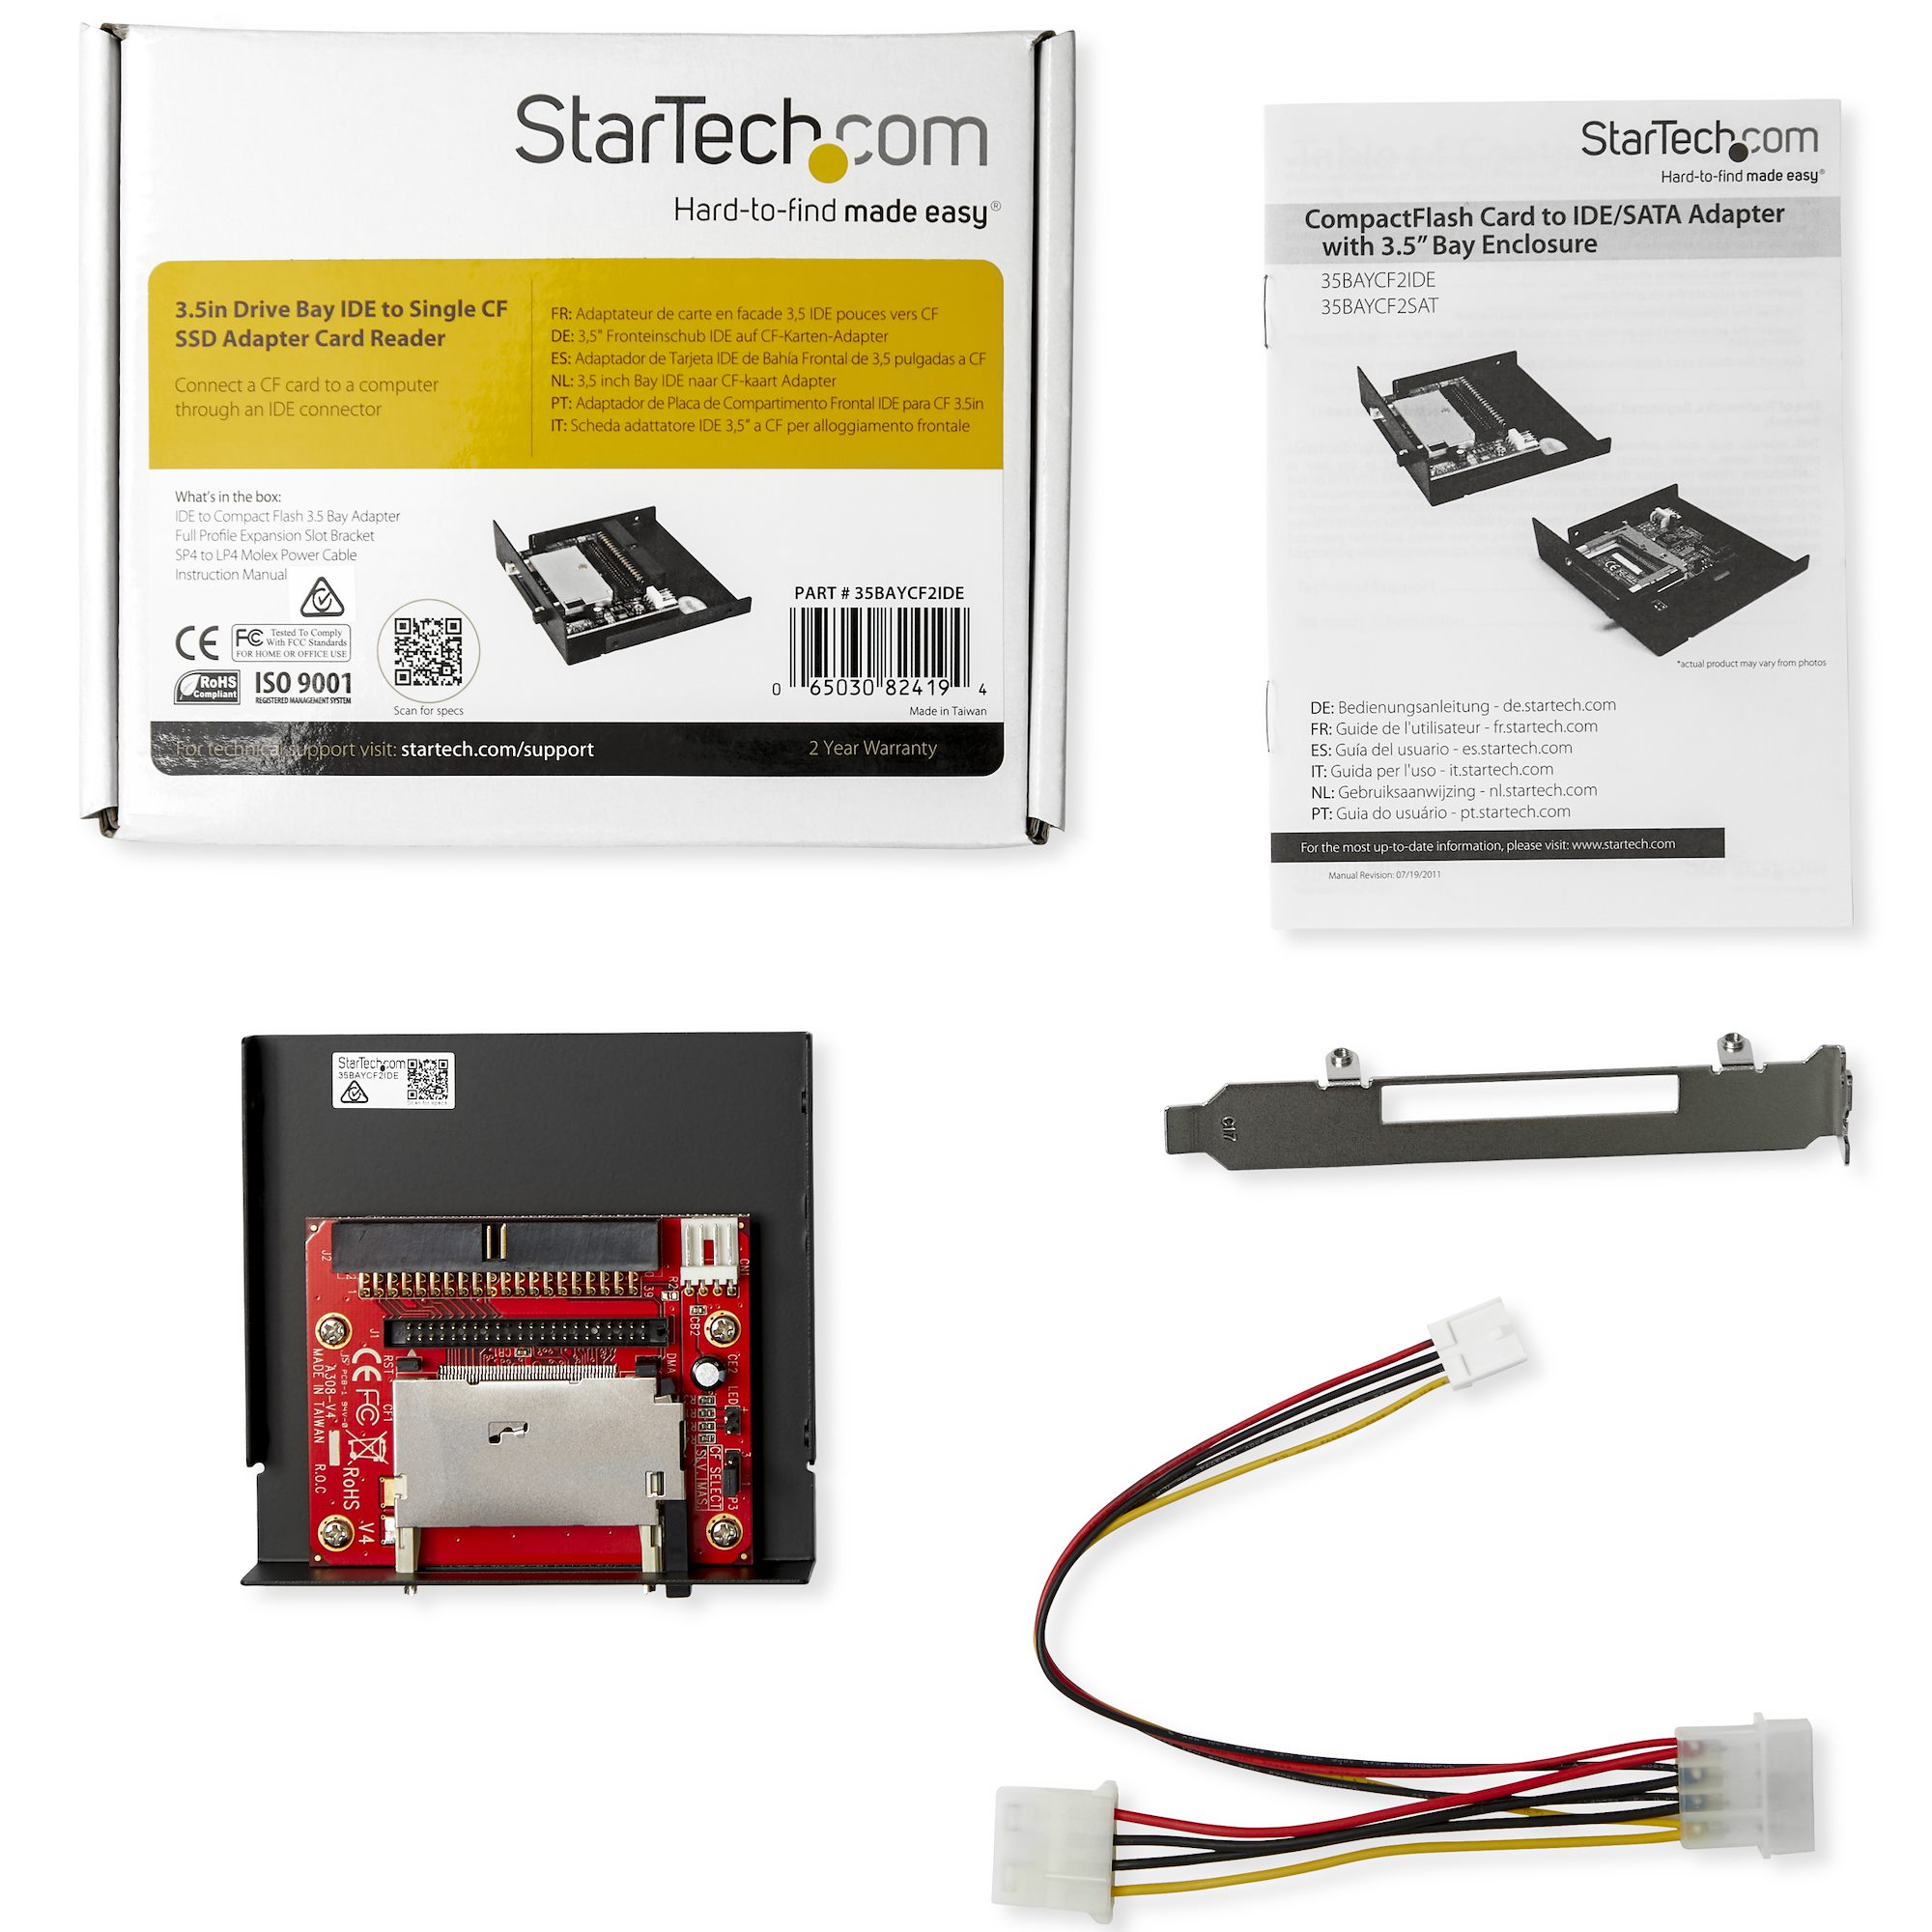 StarTech.com
Hard-to-find made easy®
3.5in Drive Bay IDE to Single CF
SSD Adapter Card Reader
Connect a CF card to a computer
through an IDE connector
FR: Adaptateur de carte en facade 3,5 IDE pouces vers CF
DE: 3,5" Fronteinschub IDE auf CF-Karten-Adapter
ES: Adaptador de Tarjeta IDE de Bahía Frontal de 3,5 pulgadas a CF
NL: 3,5 inch Bay IDE naar CF-kaart Adapter
PT: Adaptador de Placa de Compartimento Frontal IDE para CF 3.5in
IT: Scheda adattatore IDE 3,5" a CF per alloggiamento frontale
What's in the box:
IDE to Compact Flash 3.5 Bay Adapter
Full Profile Expansion Slot Bracket
SP4 to LP4 Molex Power Cable
Instruction Manual
CE
FC Tested To Comply
With FCC Standards
FOR HOME OR OFFICE USE
RoHS
Compliant
ISO 9001
REGISTERED MANAGEMENT SYSTEM
Scan for specs
PART # 35BAYCF2IDE
0 65030 82419 4
Made in Taiwan
For technical support visit: startech.com/support
2 Year Warranty
StarTech.com
Hard-to-find made easy®
CompactFlash Card to IDE/SATA Adapter
with 3.5" Bay Enclosure
35BAYCF2IDE
35BAYCF2SAT
*actual product may vary from photos
DE: Bedienungsanleitung - de.startech.com
FR: Guide de l'utilisateur - fr.startech.com
ES: Guía del usuario - es.startech.com
IT: Guida per l'uso - it.startech.com
NL: Gebruiksaanwijzing - nl.startech.com
PT: Guia do usuário - pt.startech.com
For the most up-to-date information, please visit: www.startech.com
Manual Revision: 07/19/2011
StarTech.com
35BAYCF2IDE
Scan for specs
J2
1
39
R2
CN1
J1
CB2
RST
DMA
CE2
LED
CE FC
CF1
JS PCB-1 94V-0
A308-V4
MADE IN TAIWAN R.O.C
RoHS
V4
CF SELECT
SLV MAS
JP3
C17